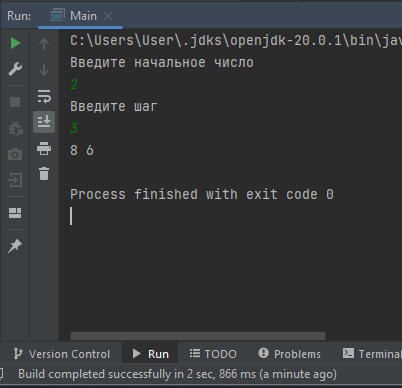 Run: Main
C:\Users\User\.jdks\openjdk-20.0.1\bin\jav
Введите начальное число
2
Введите шаг
3
8 6
Process finished with exit code 0
Version Control Run TODO Problems Terminal
Build completed successfully in 2 sec, 866 ms (a minute ago)